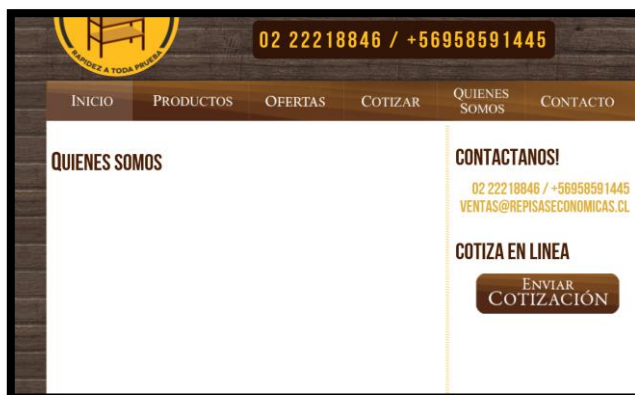 RAPIDEZ A TODA PRUEBA
02 22218846 / +56958591445
INICIO PRODUCTOS OFERTAS COTIZAR QUIENES SOMOS CONTACTO
QUIENES SOMOS
CONTACTANOS!
02 22218846 / +56958591445
VENTAS@REPISASECONOMICAS.CL
COTIZA EN LINEA
ENVIAR
COTIZACIÓN